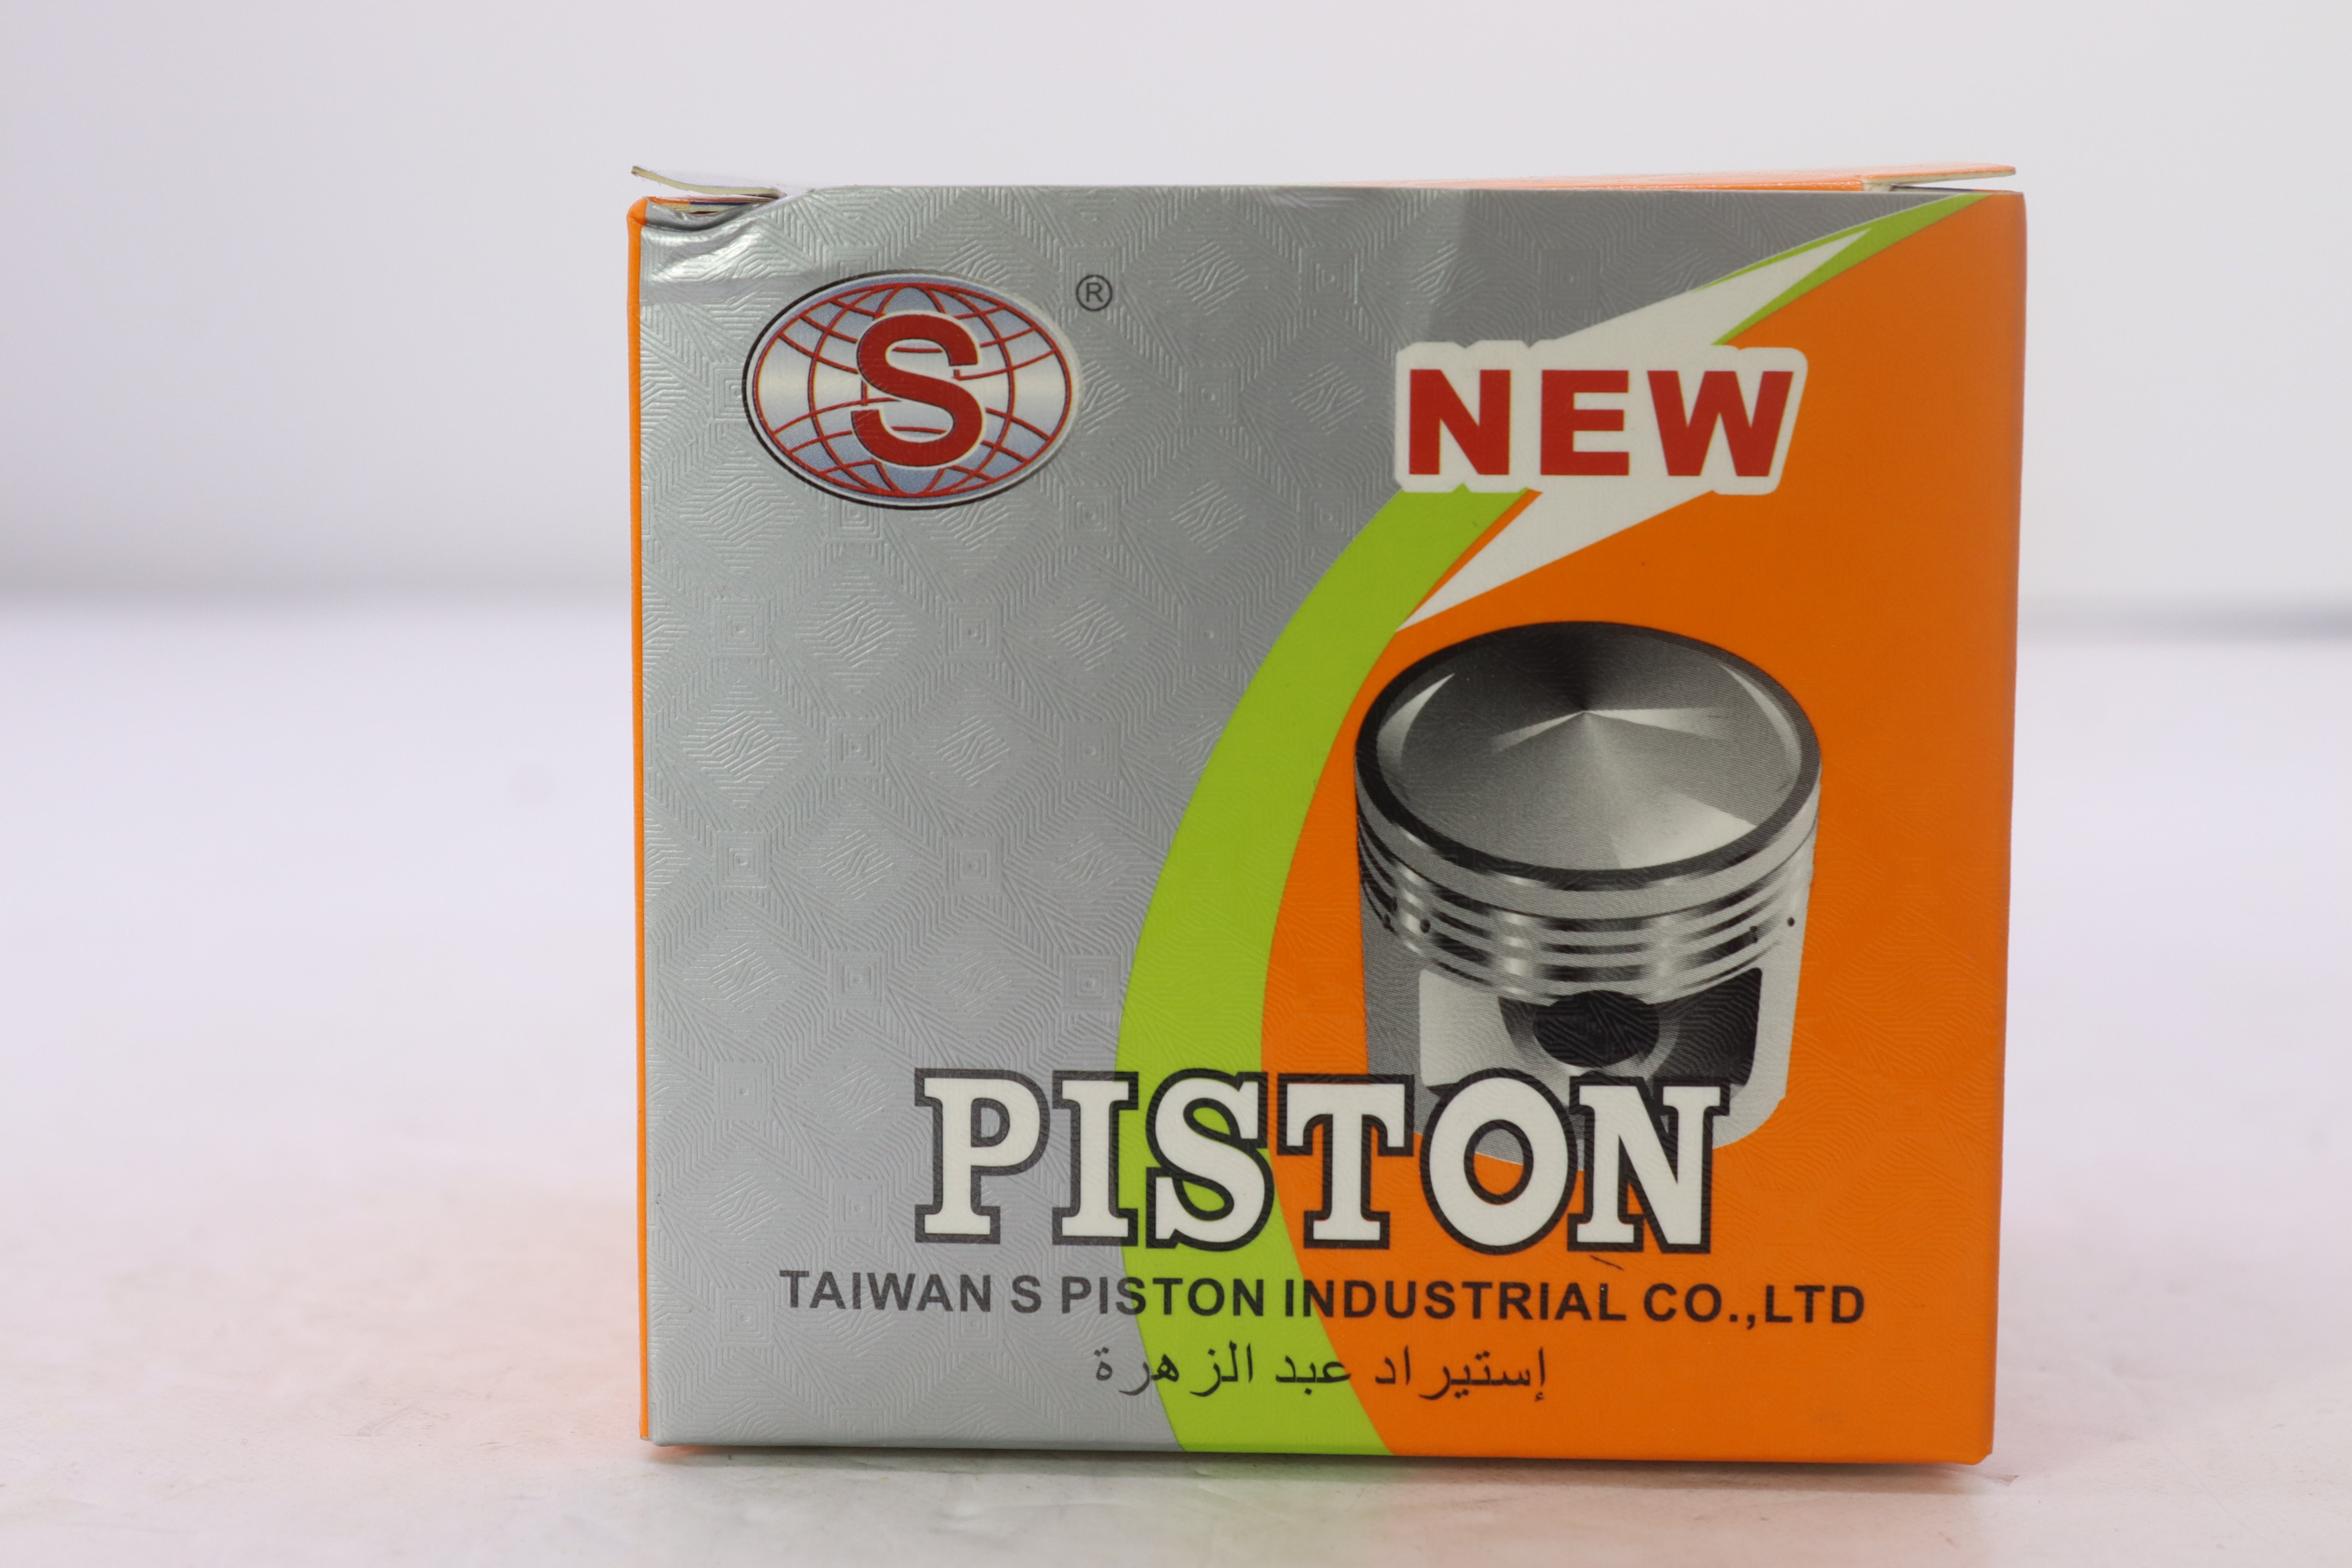 S ®
NEW
PISTON
TAIWAN S PISTON INDUSTRIAL CO.,LTD
إستيراد عبد الزهرة